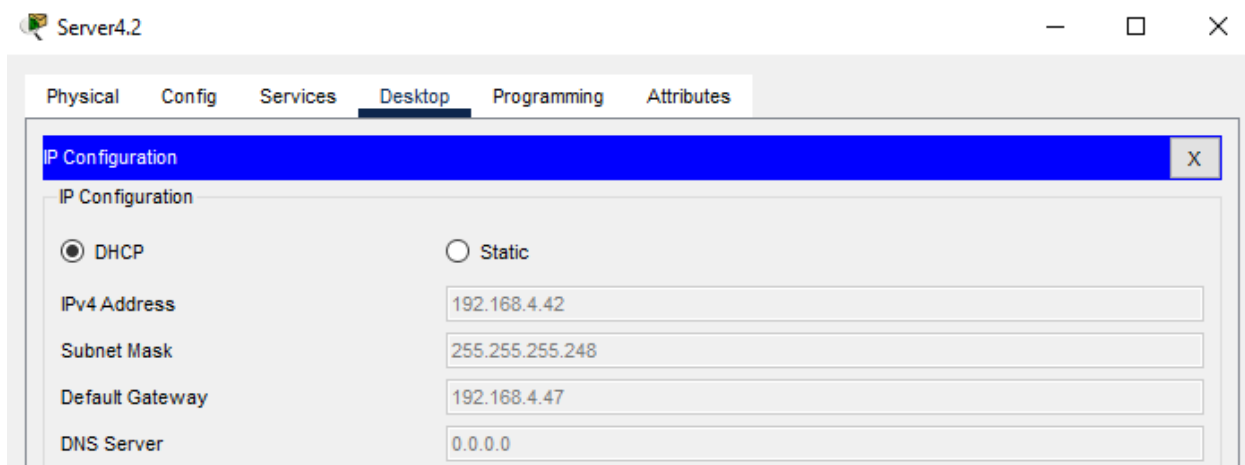 Server4.2
Physical Config Services Desktop Programming Attributes
IP Configuration X
IP Configuration
DHCP Static
IPv4 Address 192.168.4.42
Subnet Mask 255.255.255.248
Default Gateway 192.168.4.47
DNS Server 0.0.0.0